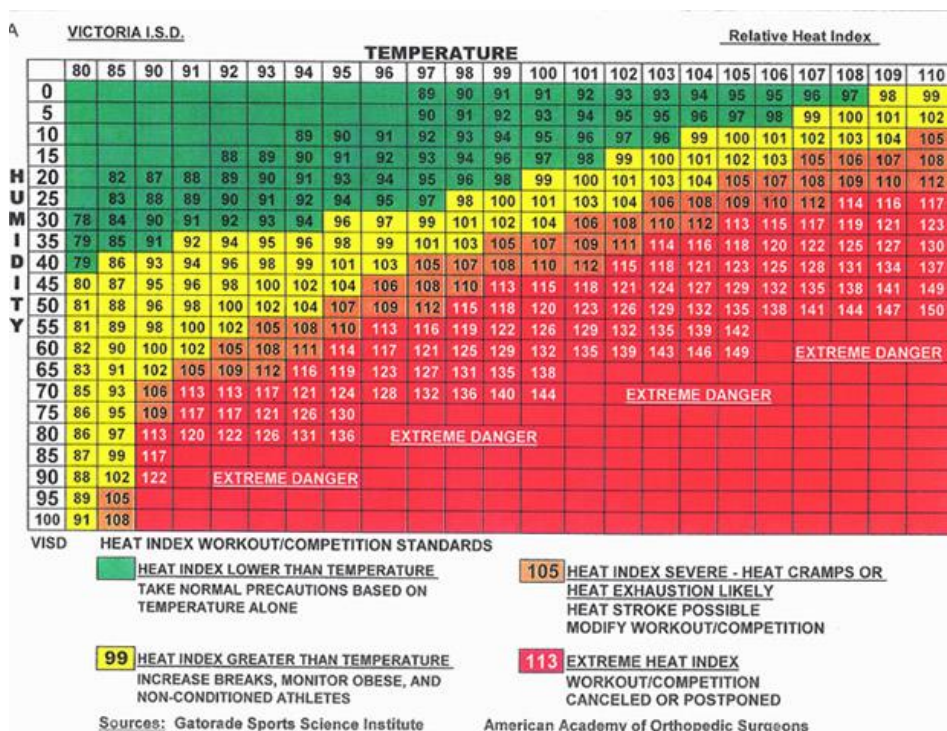 A VICTORIA I.S.D. Relative Heat Index
TEMPERATURE
80 85 90 91 92 93 94 95 96 97 98 99 100 101 102 103 104 105 106 107 108 109 110
0 89 90 91 91 92 93 93 94 95 95 96 97 98 99
5 90 91 92 93 94 95 95 96 97 98 99 100 101 102
10 89 90 91 92 93 94 95 96 97 96 99 100 101 102 103 104 105
15 88 89 90 91 92 93 94 96 97 98 99 100 101 102 103 105 106 107 108
HUMIDITY
20 82 87 88 89 90 91 93 94 95 96 98 99 100 101 103 104 105 107 108 109 110 112
25 83 88 89 90 91 92 94 95 97 98 100 101 103 104 106 108 109 110 112 114 116 117
30 78 84 90 91 92 93 94 96 97 99 101 102 104 106 108 110 112 113 115 117 119 121 123
35 79 85 91 92 94 95 96 98 99 101 103 105 107 109 111 114 116 118 120 122 125 127 130
40 79 86 93 94 96 98 99 101 103 105 107 108 110 112 115 118 121 123 125 128 131 134 137
45 80 87 95 96 98 100 102 104 106 108 110 113 115 118 121 124 127 129 132 135 138 141 149
50 81 88 96 98 100 102 104 107 109 112 115 118 120 123 126 129 132 135 138 141 144 147 150
55 81 89 98 100 102 105 108 110 113 116 119 122 126 129 132 135 139 142
60 82 90 100 102 105 108 111 114 117 121 125 129 132 135 139 143 146 149 EXTREME DANGER
65 83 91 102 105 109 112 116 119 123 127 131 135 138
70 85 93 106 113 113 117 121 124 128 132 136 140 144 EXTREME DANGER
75 86 95 109 117 117 121 126 130
80 86 97 113 120 122 126 131 136 EXTREME DANGER
85 87 99 117
90 88 102 122 EXTREME DANGER
95 89 105
100 91 108
VISD HEAT INDEX WORKOUT/COMPETITION STANDARDS
HEAT INDEX LOWER THAN TEMPERATURE
TAKE NORMAL PRECAUTIONS BASED ON
TEMPERATURE ALONE
105 HEAT INDEX SEVERE - HEAT CRAMPS OR
HEAT EXHAUSTION LIKELY
HEAT STROKE POSSIBLE
MODIFY WORKOUT/COMPETITION
99 HEAT INDEX GREATER THAN TEMPERATURE
INCREASE BREAKS, MONITOR OBESE, AND
NON-CONDITIONED ATHLETES
113 EXTREME HEAT INDEX
WORKOUT/COMPETITION
CANCELED OR POSTPONED
Sources: Gatorade Sports Science Institute American Academy of Orthopedic Surgeons